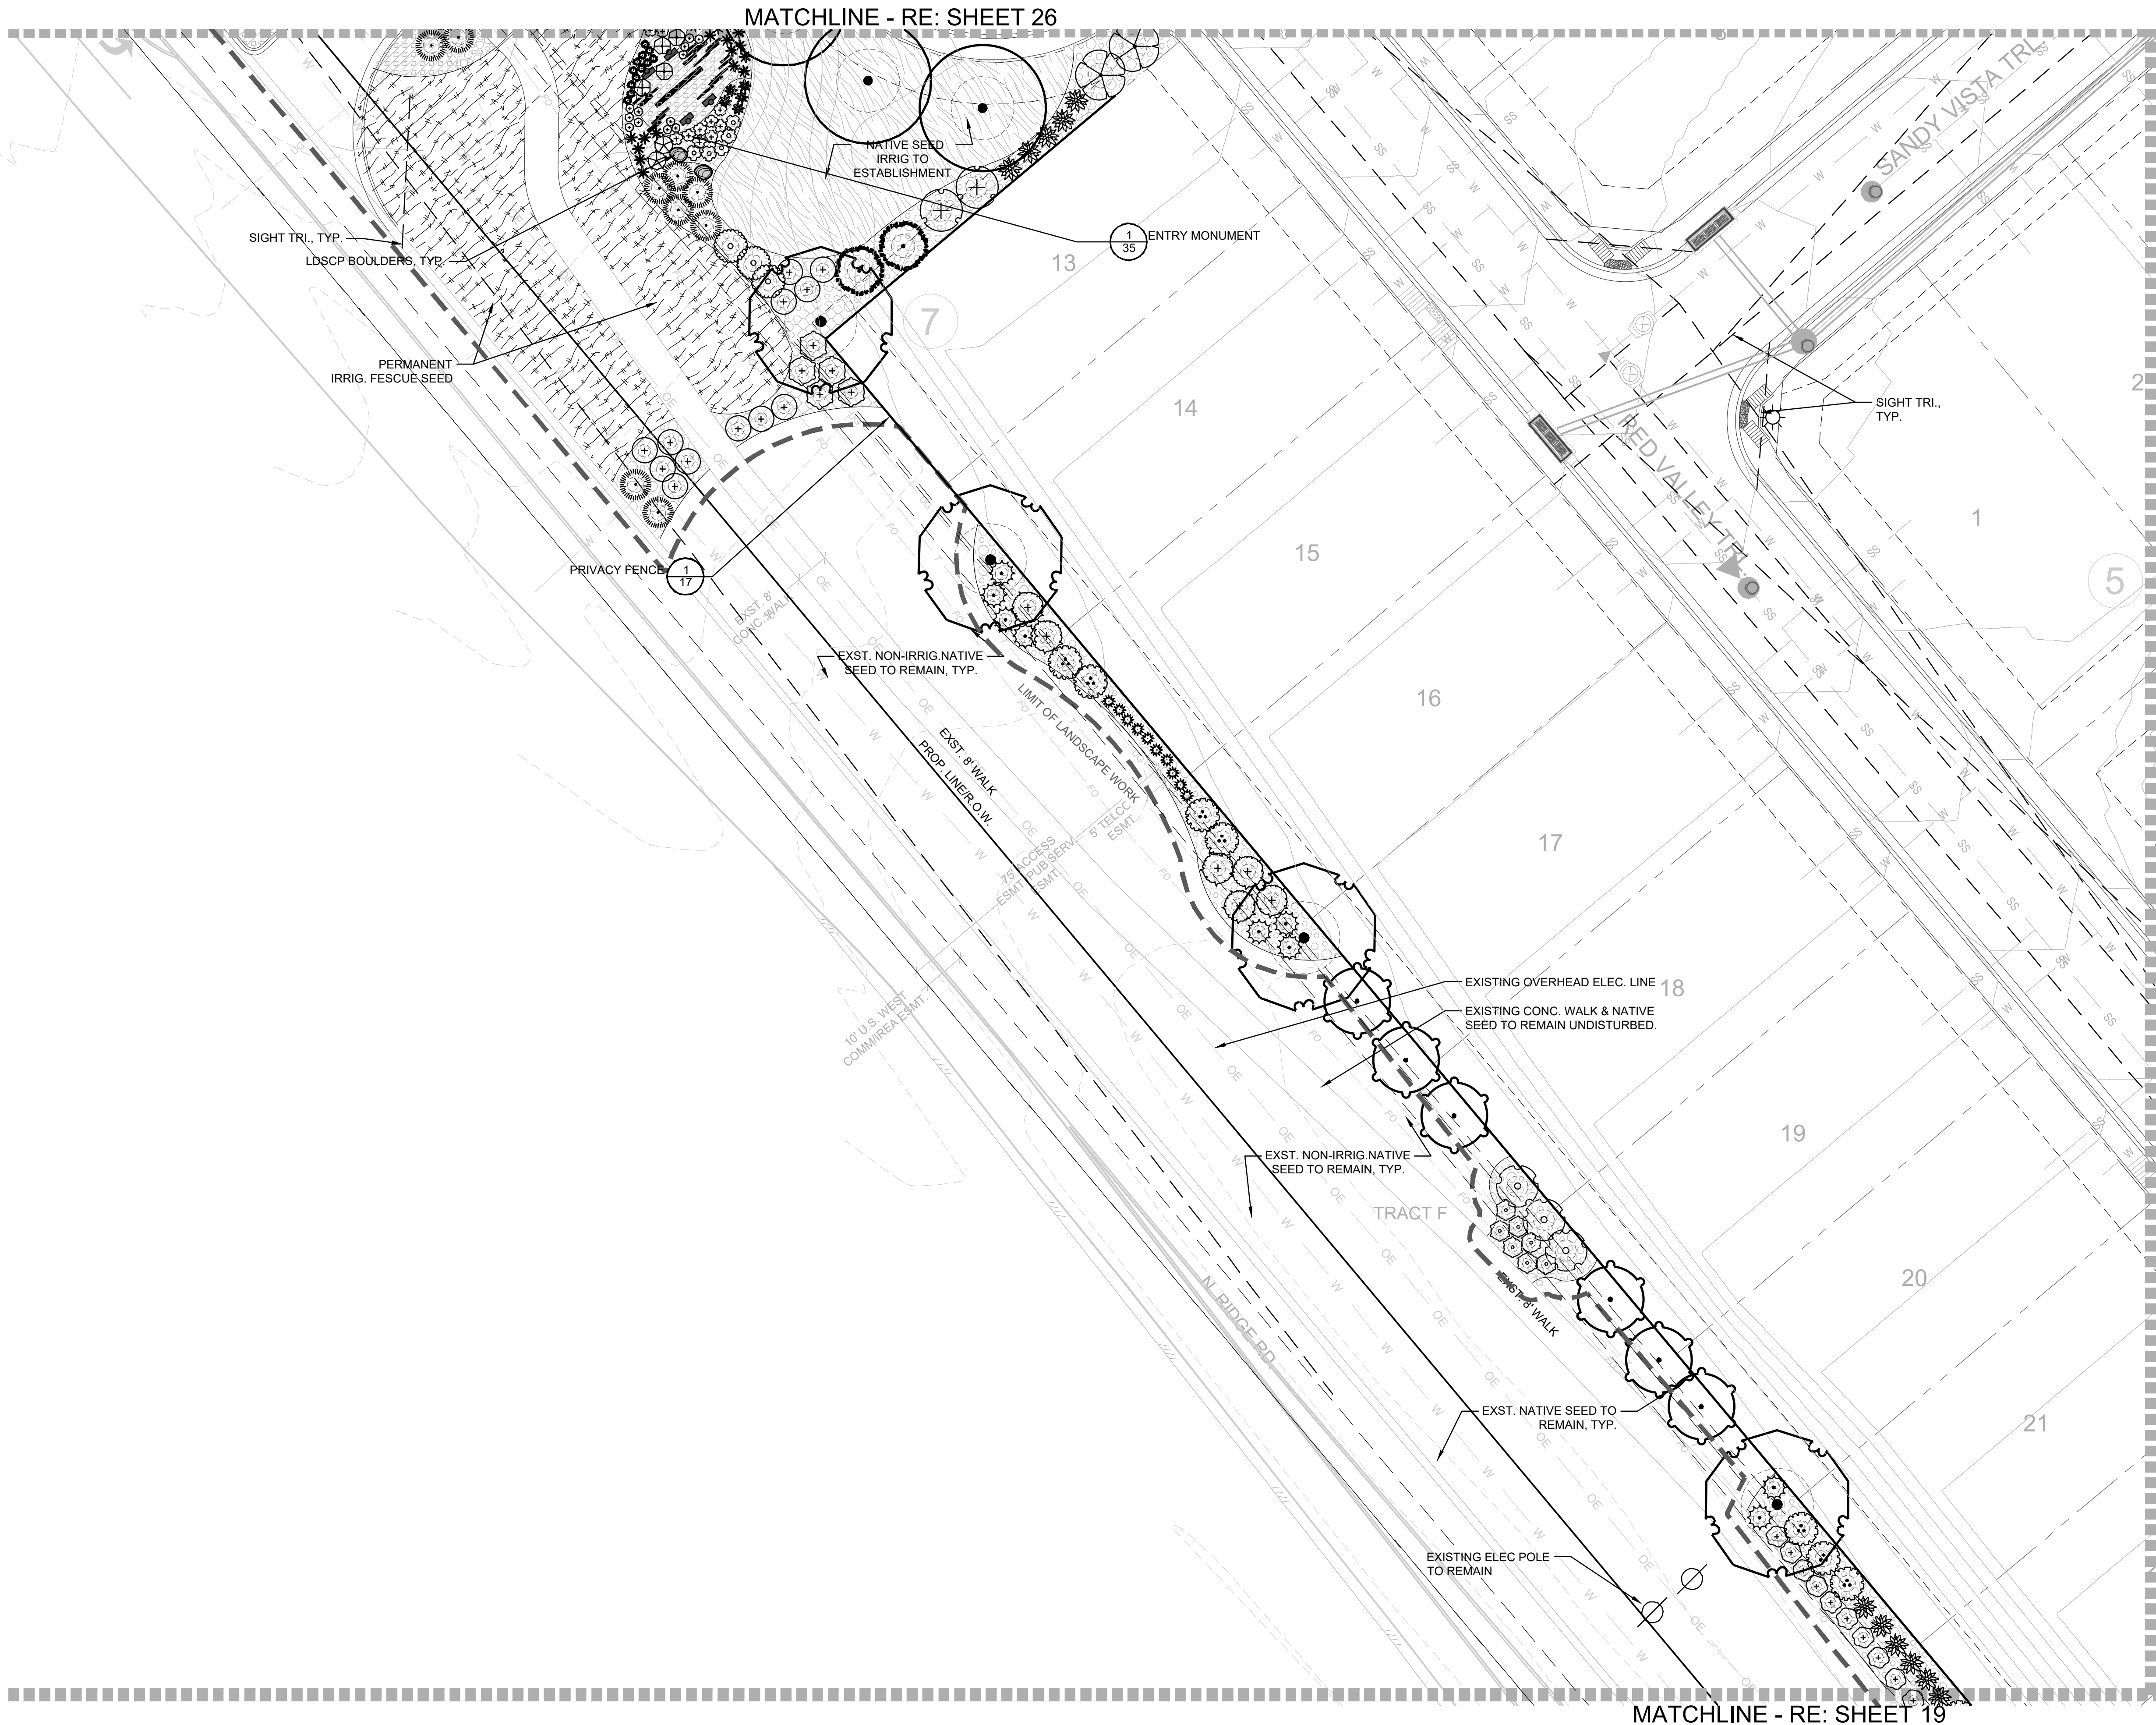 MATCHLINE - RE: SHEET 26
SANDY VISTA TRL.
NATIVE SEED
IRRIG TO
ESTABLISHMENT
SIGHT TRI., TYP.
LDSCP BOULDERS, TYP.
1
35
ENTRY MONUMENT
13
7
PERMANENT
IRRIG. FESCUE SEED
14
2
SIGHT TRI.,
TYP.
RED VALLEY TRL.
1
15
5
PRIVACY FENCE
1
17
EXST. 8'
CONC. WALK
EXST. NON-IRRIG.NATIVE
SEED TO REMAIN, TYP.
LIMIT OF LANDSCAPE WORK
16
EXST. 8' WALK
PROP. LINE/R.O.W.
75' ACCESS
ESMT./PUB SERV.
ESMT.
5' TELCO
ESMT.
17
EXISTING OVERHEAD ELEC. LINE
18
EXISTING CONC. WALK & NATIVE
SEED TO REMAIN UNDISTURBED.
10' U.S. WEST
COMM/IREA ESMT.
19
EXST. NON-IRRIG.NATIVE
SEED TO REMAIN, TYP.
TRACT F
20
EXST. 8' WALK
N. RIDGE RD.
EXST. NATIVE SEED TO
REMAIN, TYP.
21
EXISTING ELEC POLE
TO REMAIN
MATCHLINE - RE: SHEET 19